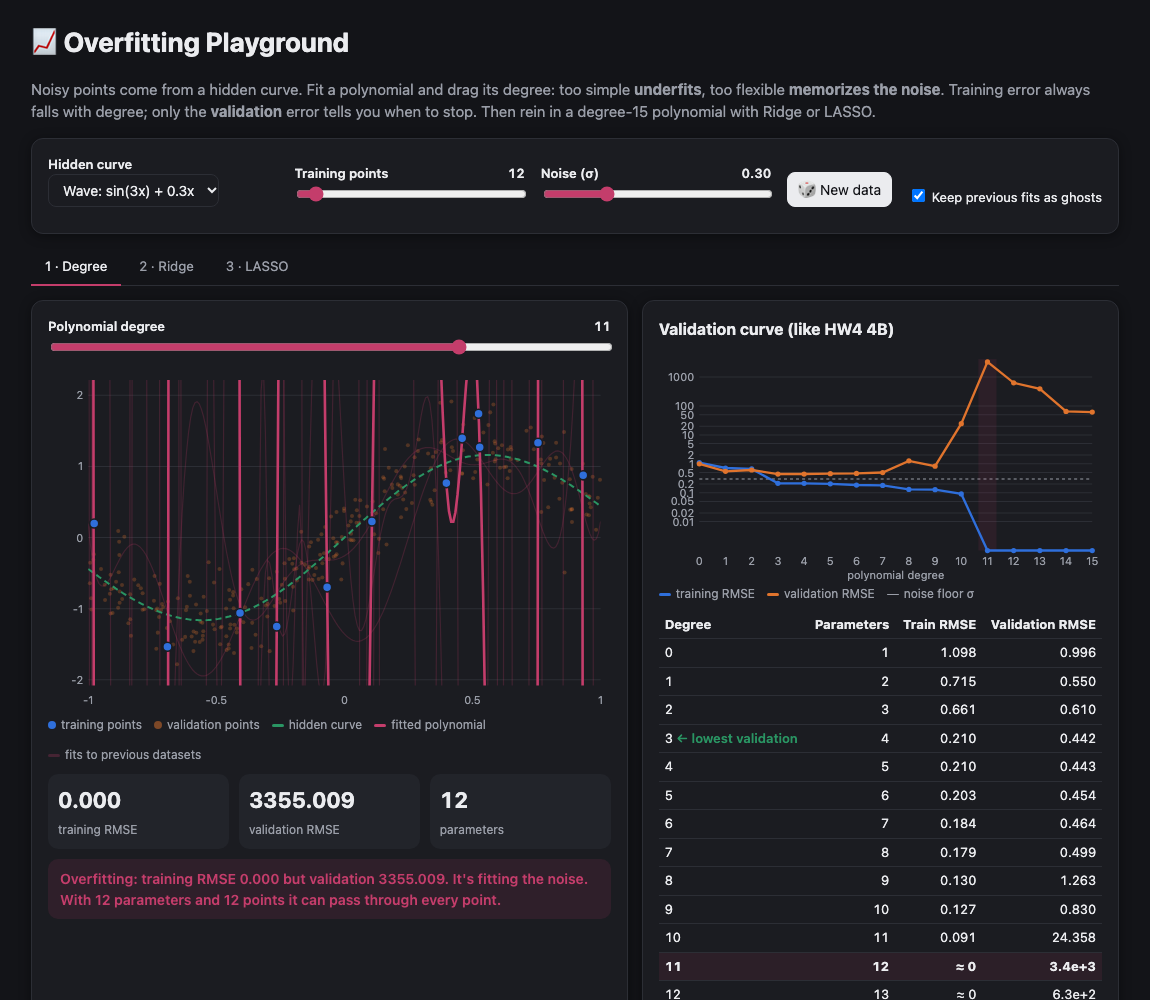 📈 Overfitting Playground
Noisy points come from a hidden curve. Fit a polynomial and drag its degree: too simple underfits, too flexible memorizes the noise. Training error always
falls with degree; only the validation error tells you when to stop. Then rein in a degree-15 polynomial with Ridge or LASSO.
Hidden curve
Wave: sin(3x) + 0.3x
Training points 12
Noise (σ) 0.30
🎲 New data
Keep previous fits as ghosts
1 · Degree 2 · Ridge 3 · LASSO
Polynomial degree 11
2
1
0
-1
-2
-1 -0.5 0 0.5 1
training points validation points hidden curve fitted polynomial
fits to previous datasets
0.000 3355.009 12
training RMSE validation RMSE parameters
Overfitting: training RMSE 0.000 but validation 3355.009. It's fitting the noise.
With 12 parameters and 12 points it can pass through every point.
Validation curve (like HW4 4B)
1000
100
50
20
10
5
2
1
0.5
0.2
0.1
0.05
0.02
0.01
0 1 2 3 4 5 6 7 8 9 10 11 12 13 14 15
polynomial degree
training RMSE validation RMSE noise floor σ
Degree Parameters Train RMSE Validation RMSE
0 1 1.098 0.996
1 2 0.715 0.550
2 3 0.661 0.610
3 ← lowest validation 4 0.210 0.442
4 5 0.210 0.443
5 6 0.203 0.454
6 7 0.184 0.464
7 8 0.179 0.499
8 9 0.130 1.263
9 10 0.127 0.830
10 11 0.091 24.358
11 12 ≈ 0 3.4e+3
12 13 ≈ 0 6.3e+2